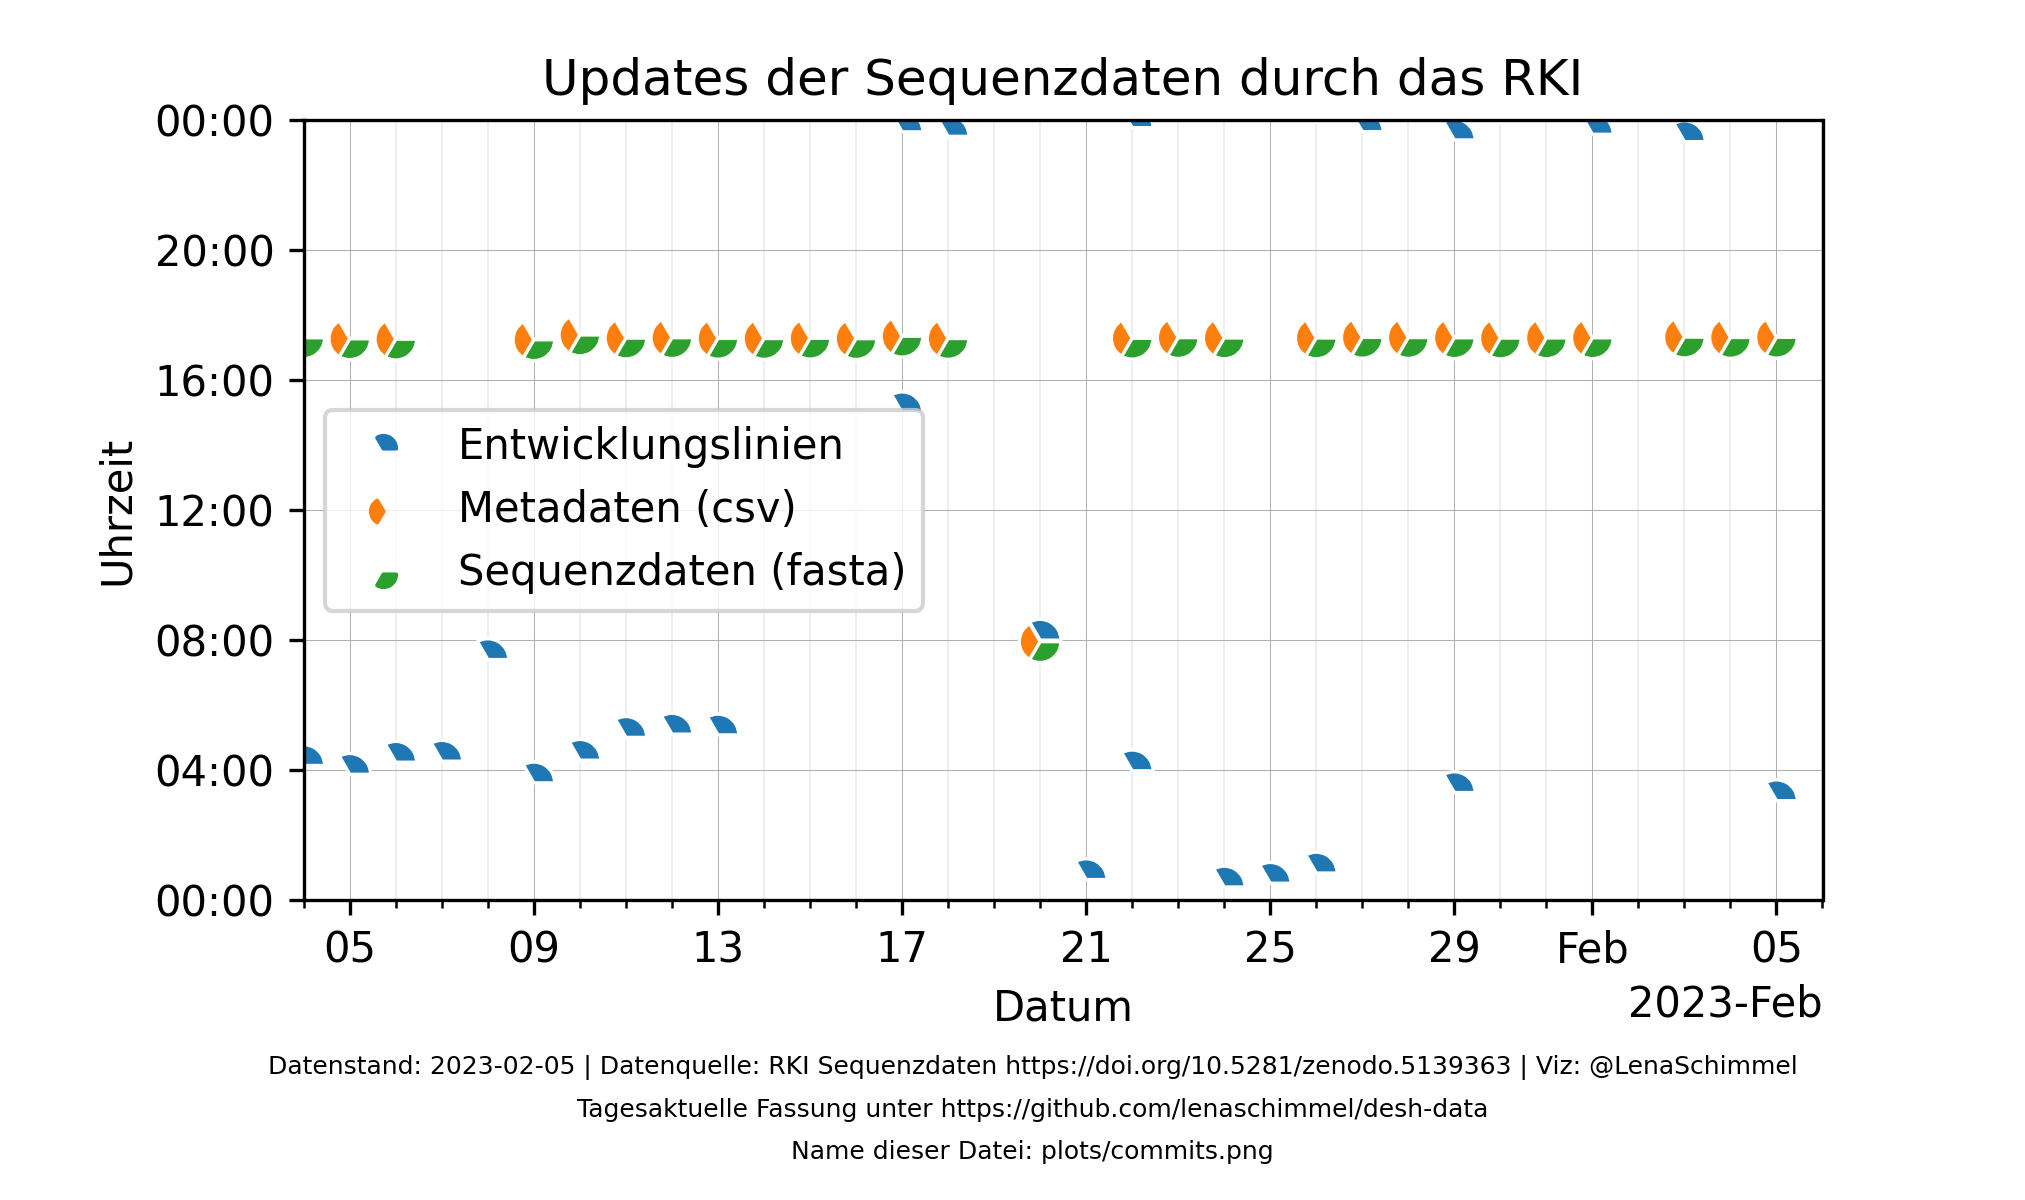 Updates der Sequenzdaten durch das RKI
00:00
20:00
16:00
12:00
08:00
04:00
00:00
Uhrzeit
Entwicklungslinien
Metadaten (csv)
Sequenzdaten (fasta)
05 09 13 17 21 25 29 Feb 05
Datum
2023-Feb
Datenstand: 2023-02-05 | Datenquelle: RKI Sequenzdaten https://doi.org/10.5281/zenodo.5139363 | Viz: @LenaSchimmel
Tagesaktuelle Fassung unter https://github.com/lenaschimmel/desh-data
Name dieser Datei: plots/commits.png